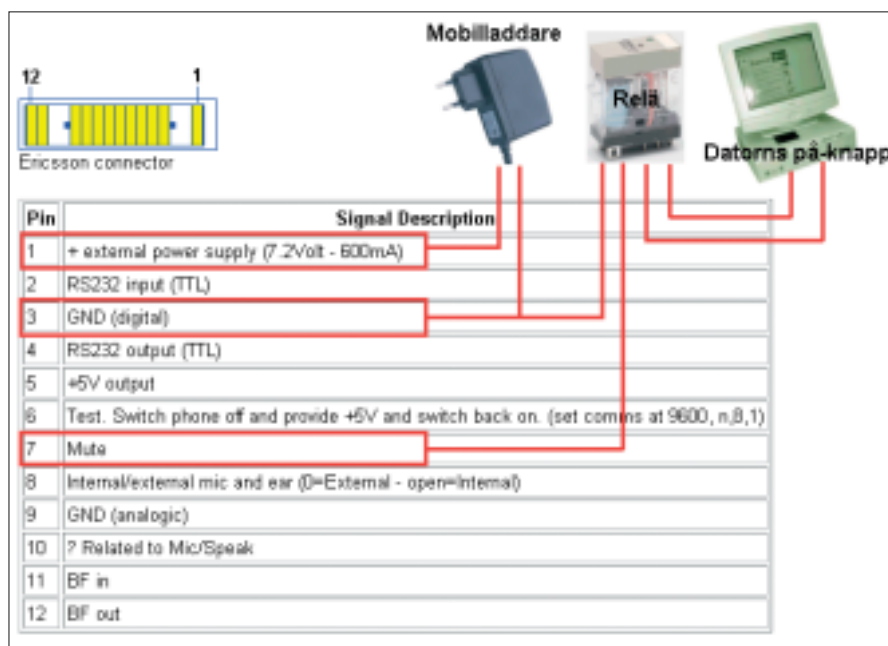 Mobilladdare
12 1
Relä
Datorns på-knapp
Ericsson connector
Pin Signal Description
1 + external power supply (7.2Volt - 600mA)
2 RS232 input (TTL)
3 GND (digital)
4 RS232 output (TTL)
5 +5V output
6 Test. Switch phone off and provide +5V and switch back on. (set comms at 9600, n,8,1)
7 Mute
8 Internal/external mic and ear (0=External - open=Internal)
9 GND (analogic)
10 ? Related to Mic/Speak
11 BF in
12 BF out